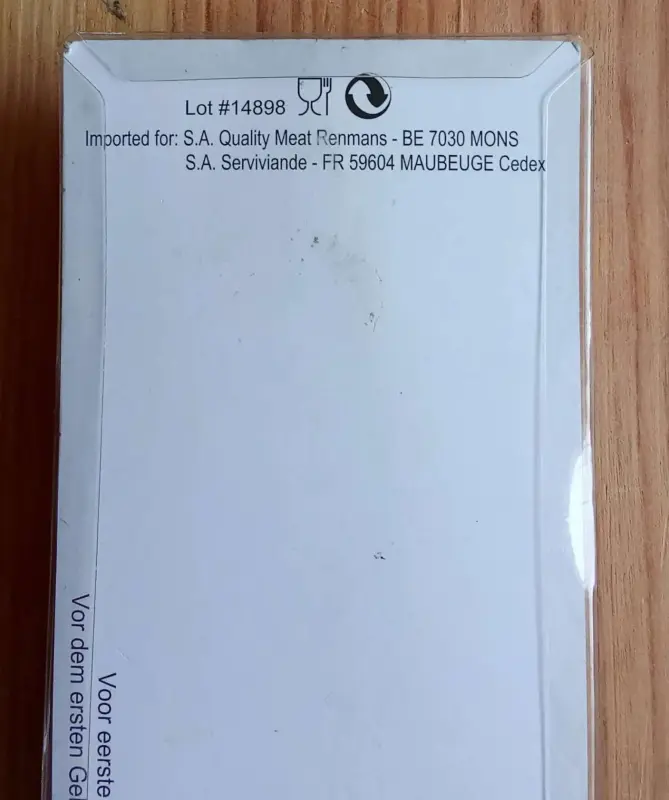 Lot #14898
Imported for: S.A. Quality Meat Renmans - BE 7030 MONS
S.A. Serviviande - FR 59604 MAUBEUGE Cedex
Voor eerste
Vor dem ersten